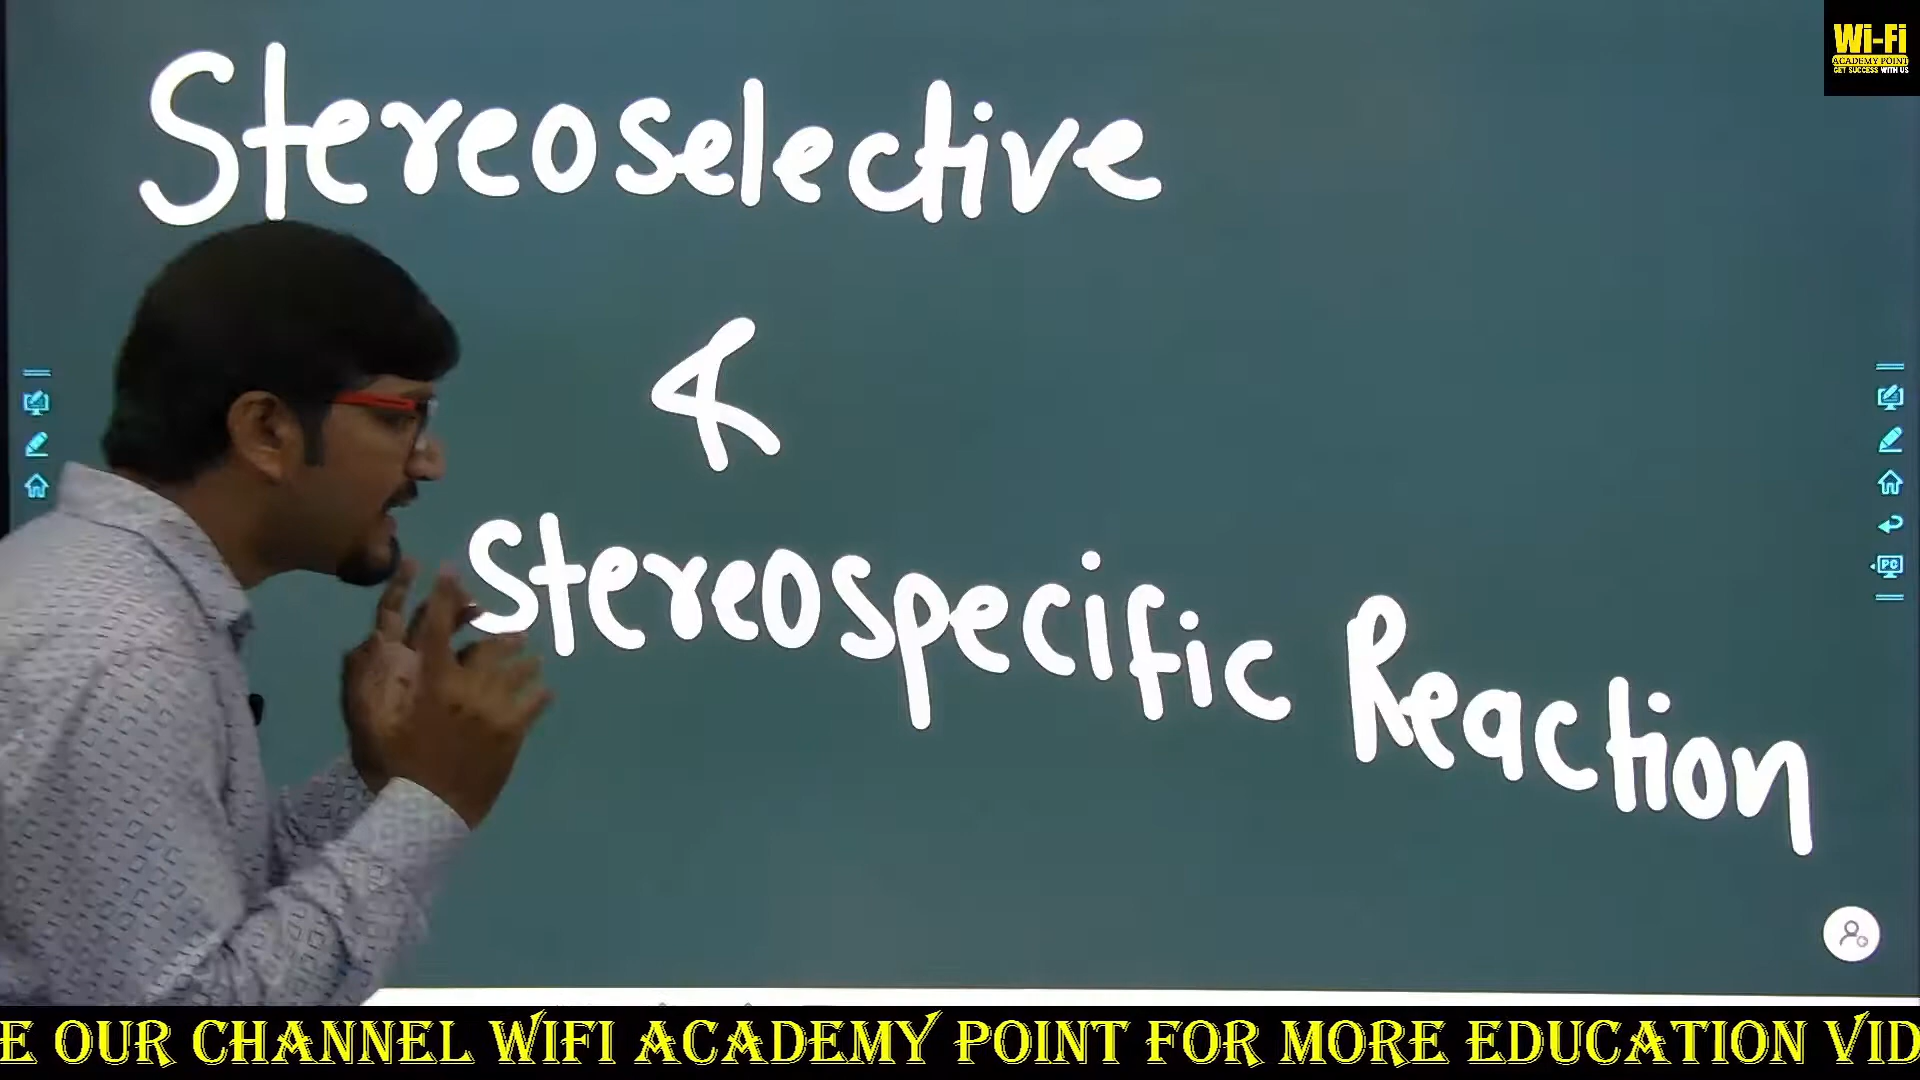 Wi-Fi
ACADEMY POINT
GET SUCCESS WITH US
Stereoselective
&
Stereospecific Reaction
PC
E OUR CHANNEL WIFI ACADEMY POINT FOR MORE EDUCATION VID